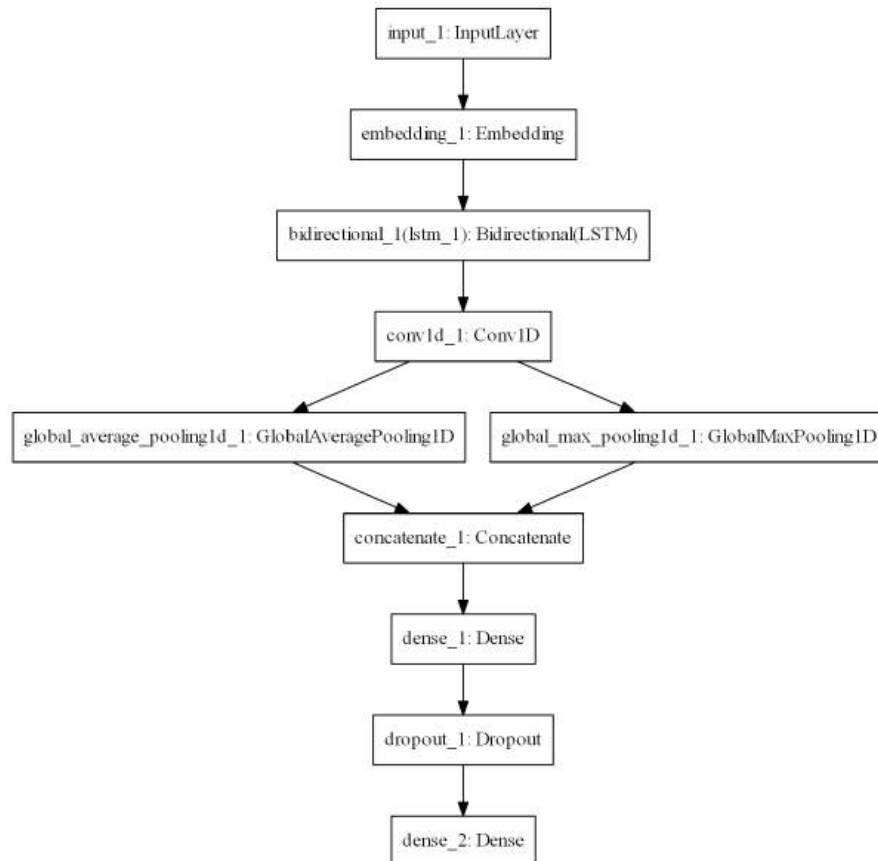 input_1: InputLayer
embedding_1: Embedding
bidirectional_1(lstm_1): Bidirectional(LSTM)
conv1d_1: Conv1D
global_average_pooling1d_1: GlobalAveragePooling1D
global_max_pooling1d_1: GlobalMaxPooling1D
concatenate_1: Concatenate
dense_1: Dense
dropout_1: Dropout
dense_2: Dense